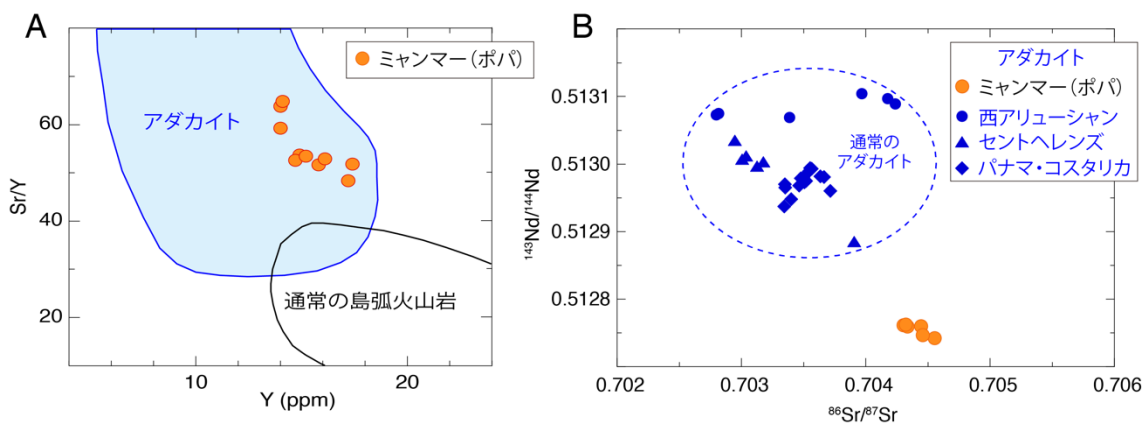 A
ミャンマー（ポパ）
アダカイト
通常の島弧火山岩
60
40
20
10
20
Sr/Y
Y (ppm)
B
アダカイト
ミャンマー（ポパ）
西アリューシャン
セントヘレンズ
パナマ・コスタリカ
通常の
アダカイト
0.5131
0.5130
0.5129
0.5128
0.702
0.703
0.704
0.705
0.706
143Nd/144Nd
86Sr/87Sr